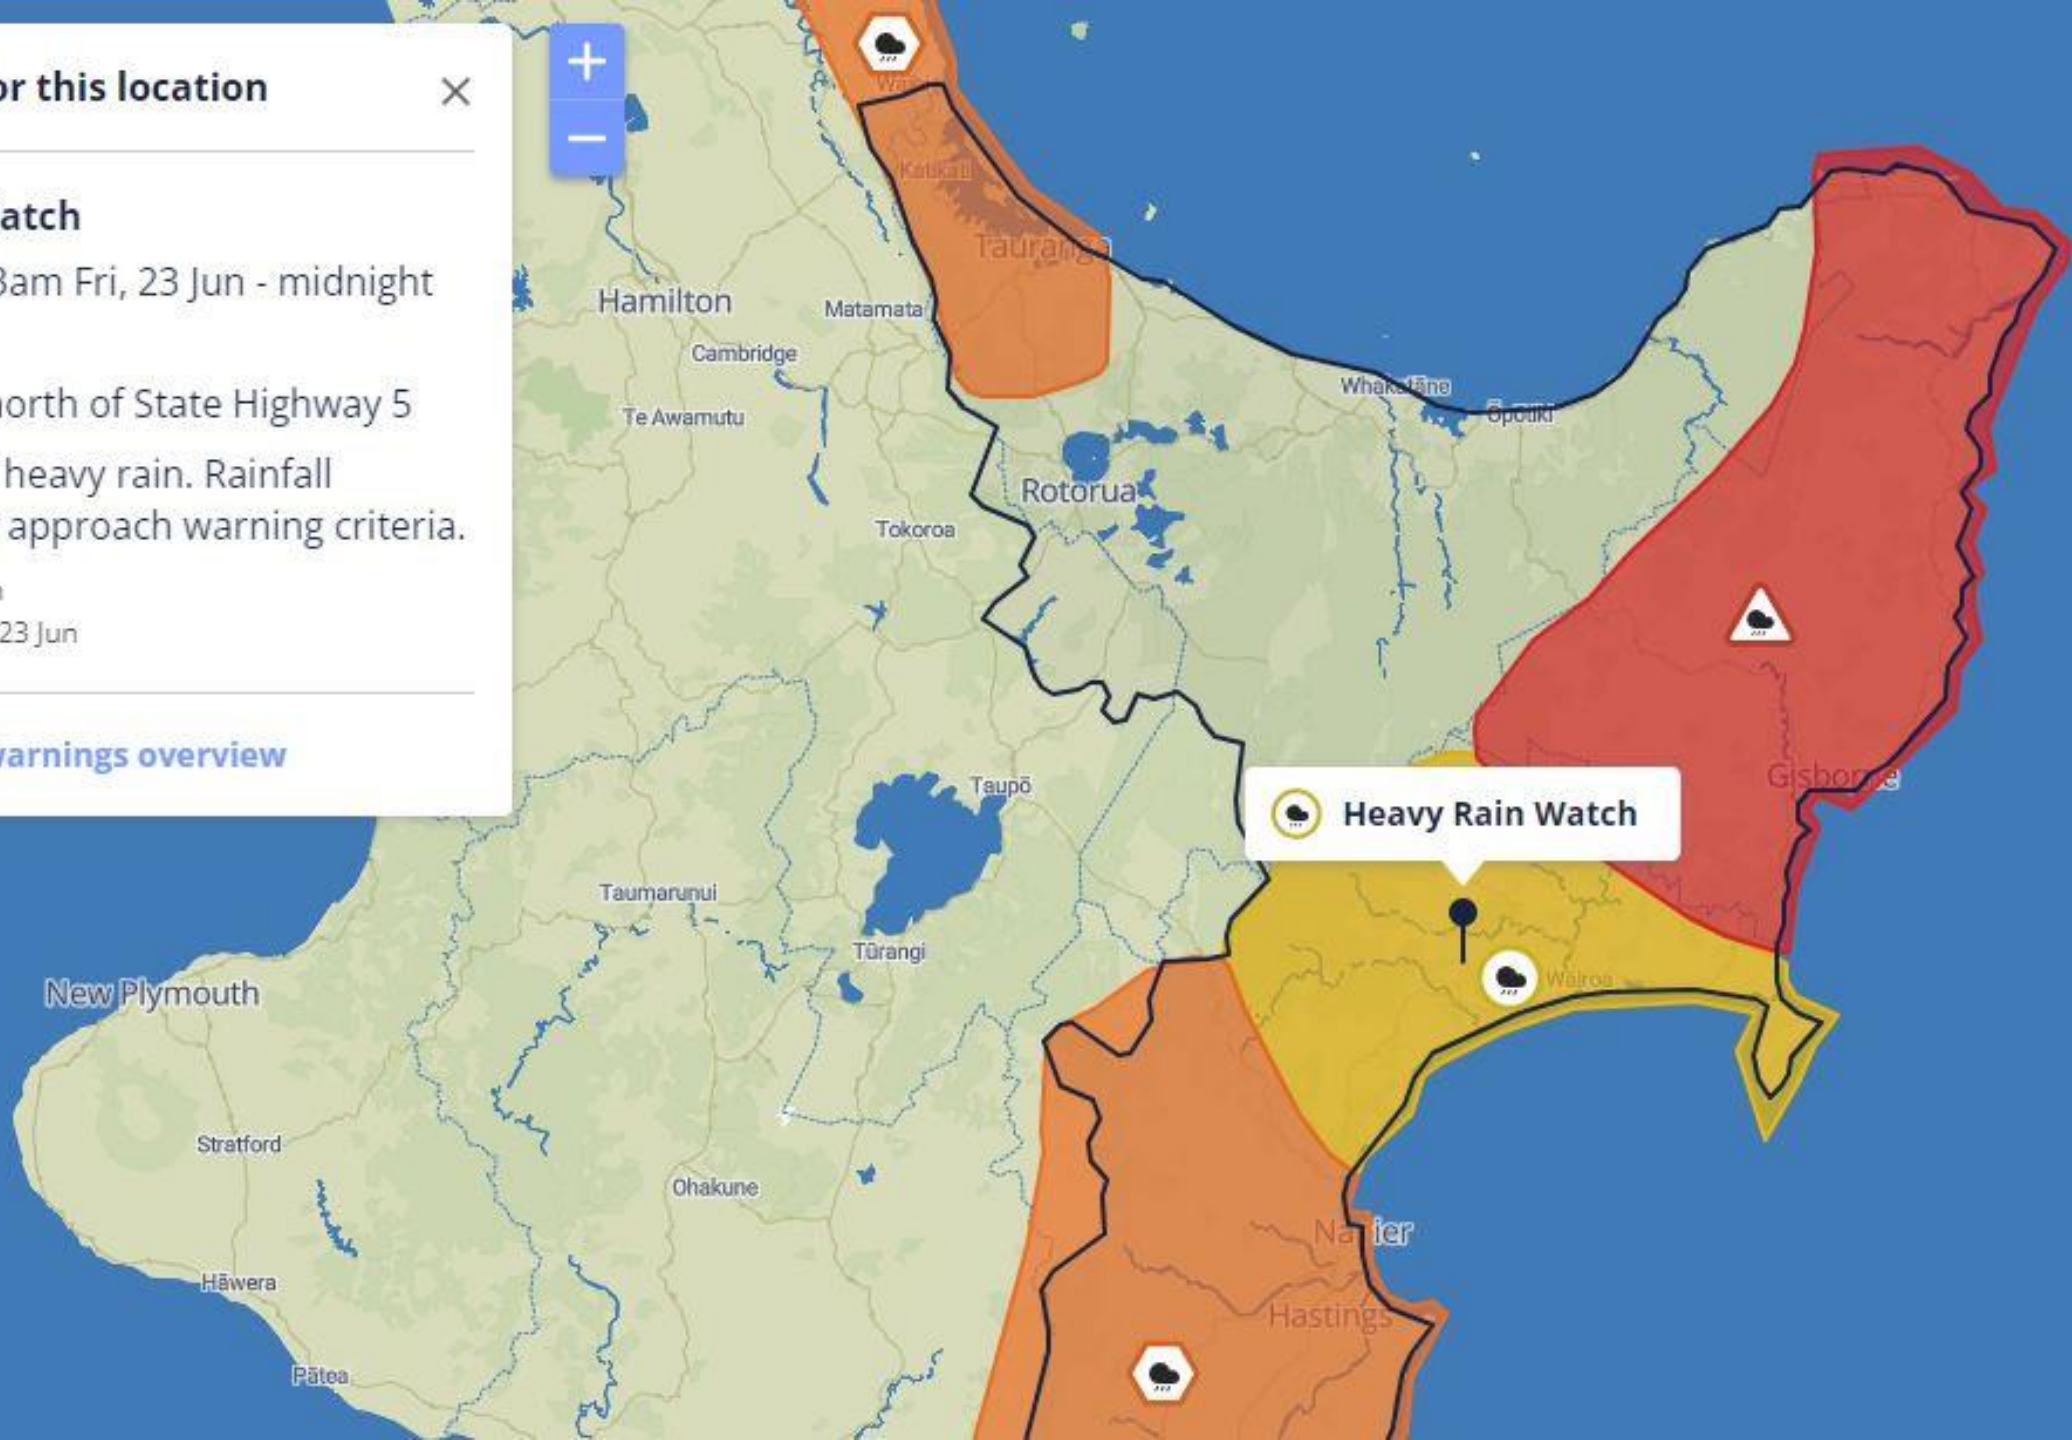 or this location
atch
3am Fri, 23 Jun - midnight
north of State Highway 5
heavy rain. Rainfall
approach warning criteria.
23 Jun
warnings overview
+
−
Katikati
Tauranga
Hamilton
Matamata
Cambridge
Te Awamutu
Whakatāne
Ōpōtiki
Rotorua
Tokoroa
Taupō
Gisborne
Heavy Rain Watch
Taumarunui
Tūrangi
Wairoa
New Plymouth
Stratford
Ohakune
Napier
Hāwera
Hastings
Pātea